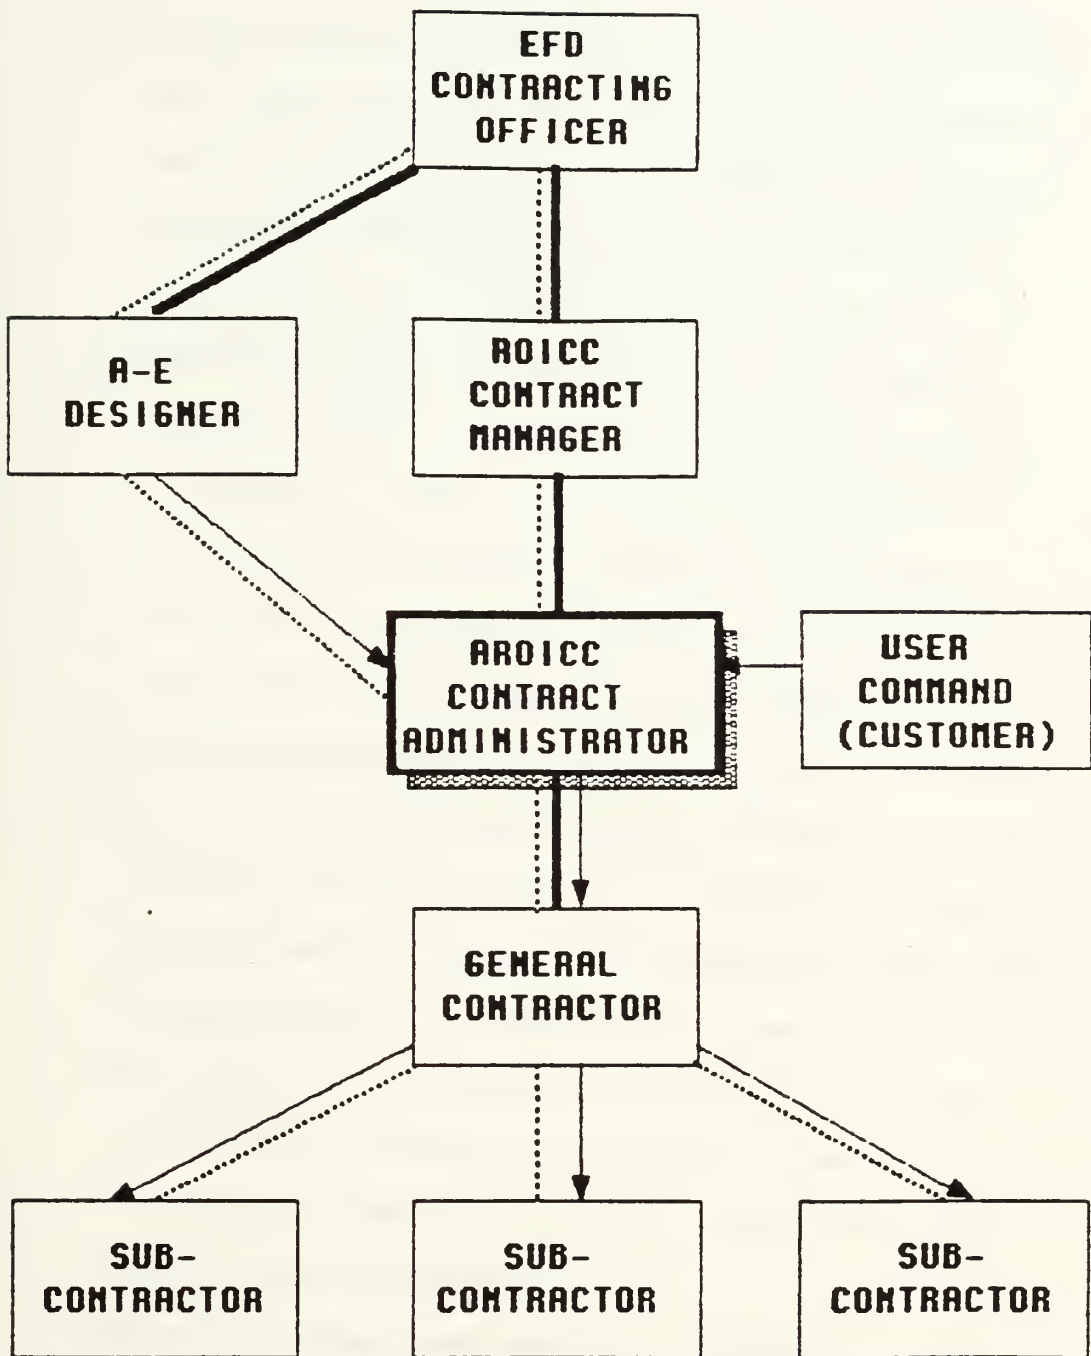 EFD
CONTRACTING
OFFICER
A-E
DESIGNER
ROICC
CONTRACT
MANAGER
AROICC
CONTRACT
ADMINISTRATOR
USER
COMMAND
(CUSTOMER)
GENERAL
CONTRACTOR
SUB-
CONTRACTOR
SUB-
CONTRACTOR
SUB-
CONTRACTOR